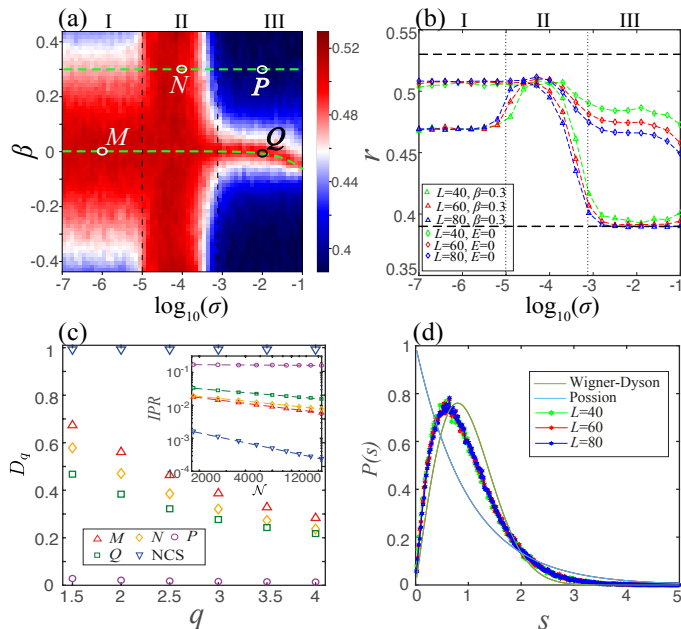 (a) I II III
0.4
0.2
0
-0.2
-0.4
β
M N P Q
-7 -6 -5 -4 -3 -2 -1
log10(σ)
0.52
0.48
0.44
0.4
(b) I II III
0.55
0.5
0.45
0.4
0.35
r
L=40, β=0.3
L=60, β=0.3
L=80, β=0.3
L=40, E=0
L=60, E=0
L=80, E=0
-7 -6 -5 -4 -3 -2 -1
log10(σ)
(c)
1
0.8
0.6
0.4
0.2
0
Dq
IPR
10-1
10-2
10-3
10-4
2000 4000 12000
𝒩
M N P
Q NCS
1.5 2 2.5 3 3.5 4
q
(d)
1
0.8
0.6
0.4
0.2
0
P(s)
Wigner-Dyson
Possion
L=40
L=60
L=80
0 1 2 3 4 5
s